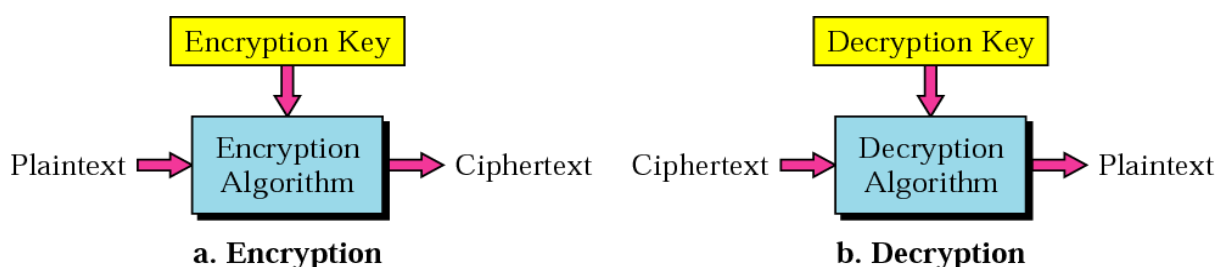 Encryption Key
Decryption Key
Plaintext
Encryption
Algorithm
Ciphertext
Ciphertext
Decryption
Algorithm
Plaintext
a. Encryption
b. Decryption